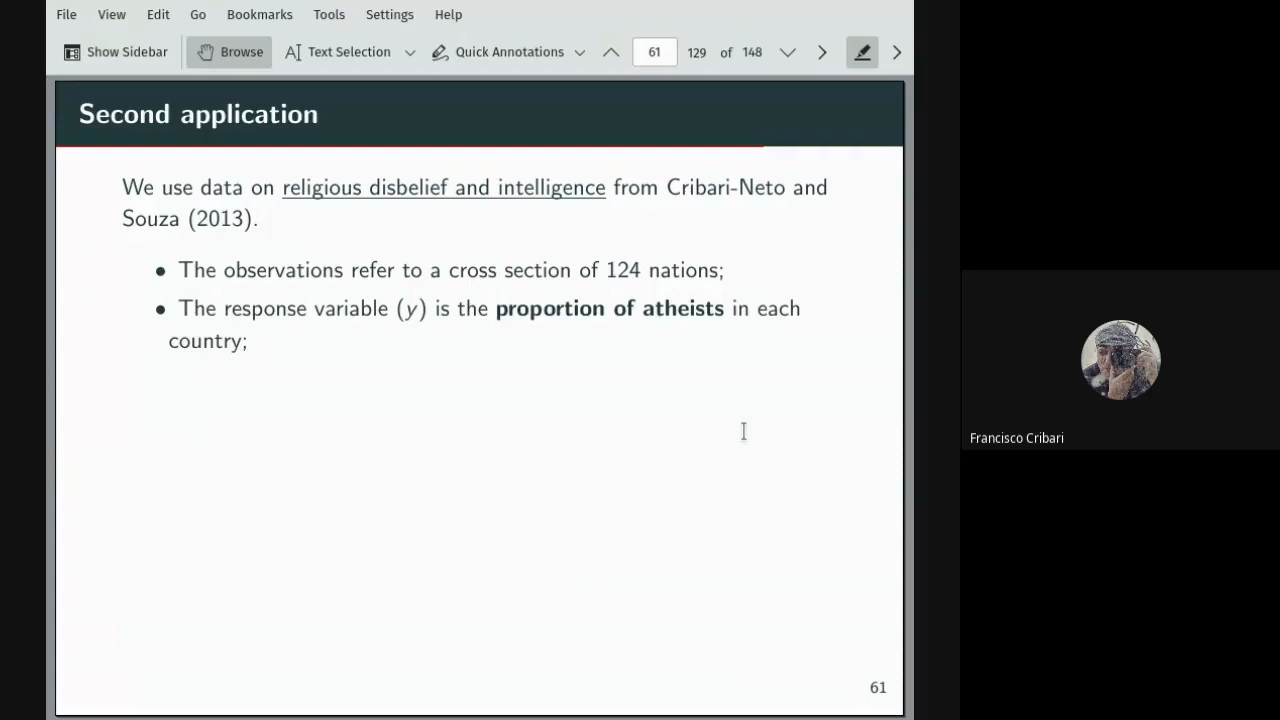 File View Edit Go Bookmarks Tools Settings Help
Show Sidebar Browse Text Selection Quick Annotations 61 129 of 148
Second application
We use data on religious disbelief and intelligence from Cribari-Neto and
Souza (2013).
• The observations refer to a cross section of 124 nations;
• The response variable (y) is the proportion of atheists in each
country;
Francisco Cribari
61